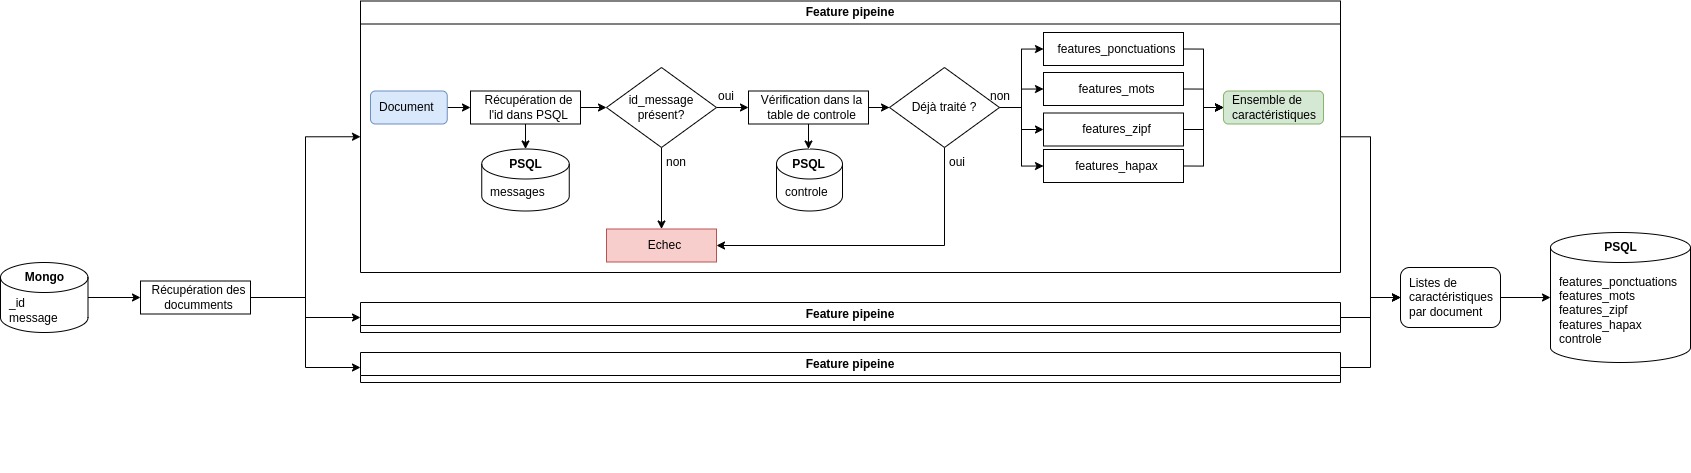 Feature pipeine
Document
Récupération de
l'id dans PSQL
PSQL
messages
id_message
présent?
oui
non
Vérification dans la
table de controle
PSQL
controle
Déjà traité ?
non
oui
features_ponctuations
features_mots
features_zipf
features_hapax
Ensemble de
caractéristiques
Echec
Mongo
_id
message
Récupération des
documments
Feature pipeine
Feature pipeine
Listes de
caractéristiques
par document
PSQL
features_ponctuations
features_mots
features_zipf
features_hapax
controle